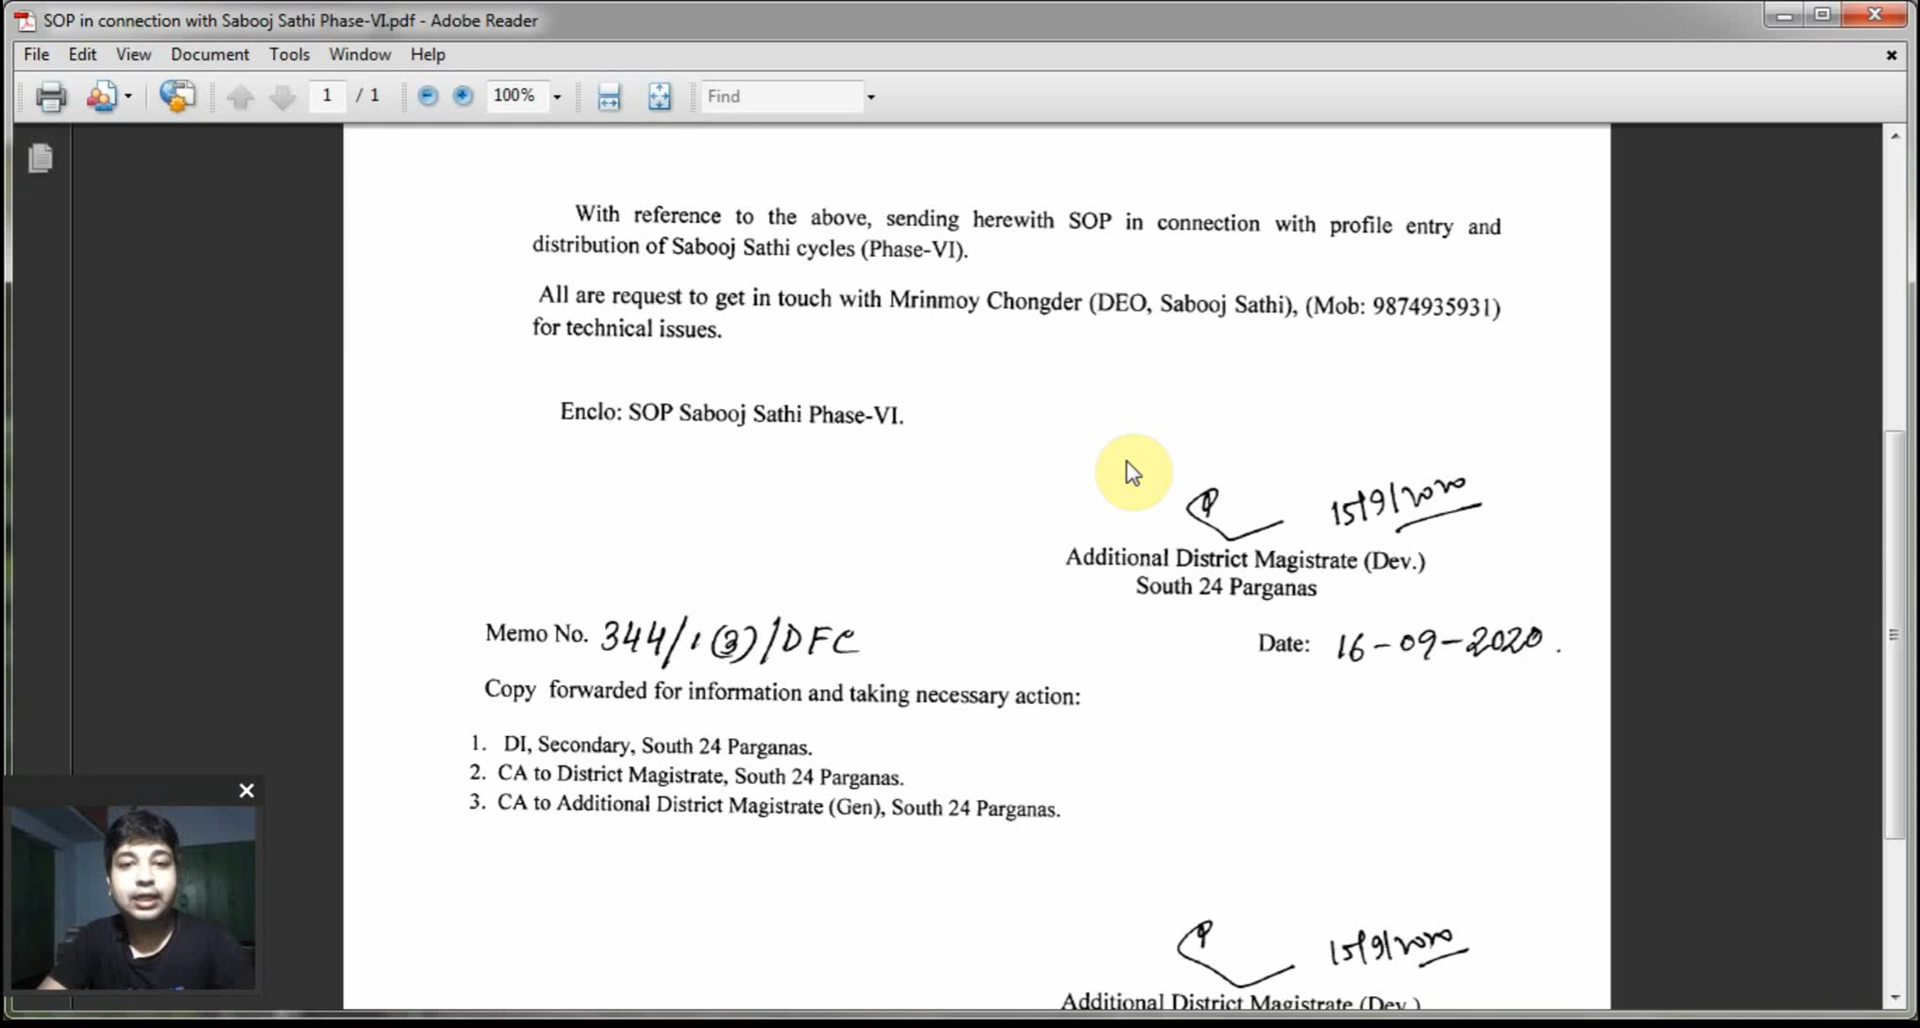 SOP in connection with Sabooj Sathi Phase-VI.pdf - Adobe Reader
File Edit View Document Tools Window Help
1 / 1 100% Find
With reference to the above, sending herewith SOP in connection with profile entry and
distribution of Sabooj Sathi cycles (Phase-VI).
All are request to get in touch with Mrinmoy Chongder (DEO, Sabooj Sathi), (Mob: 9874935931)
for technical issues.
Enclo: SOP Sabooj Sathi Phase-VI.
15/9/2020
Additional District Magistrate (Dev.)
South 24 Parganas
Memo No. 344/1(3)/DFC Date: 16-09-2020.
Copy forwarded for information and taking necessary action:
1. DI, Secondary, South 24 Parganas.
2. CA to District Magistrate, South 24 Parganas.
3. CA to Additional District Magistrate (Gen), South 24 Parganas.
15/9/2020
Additional District Magistrate (Dev.)